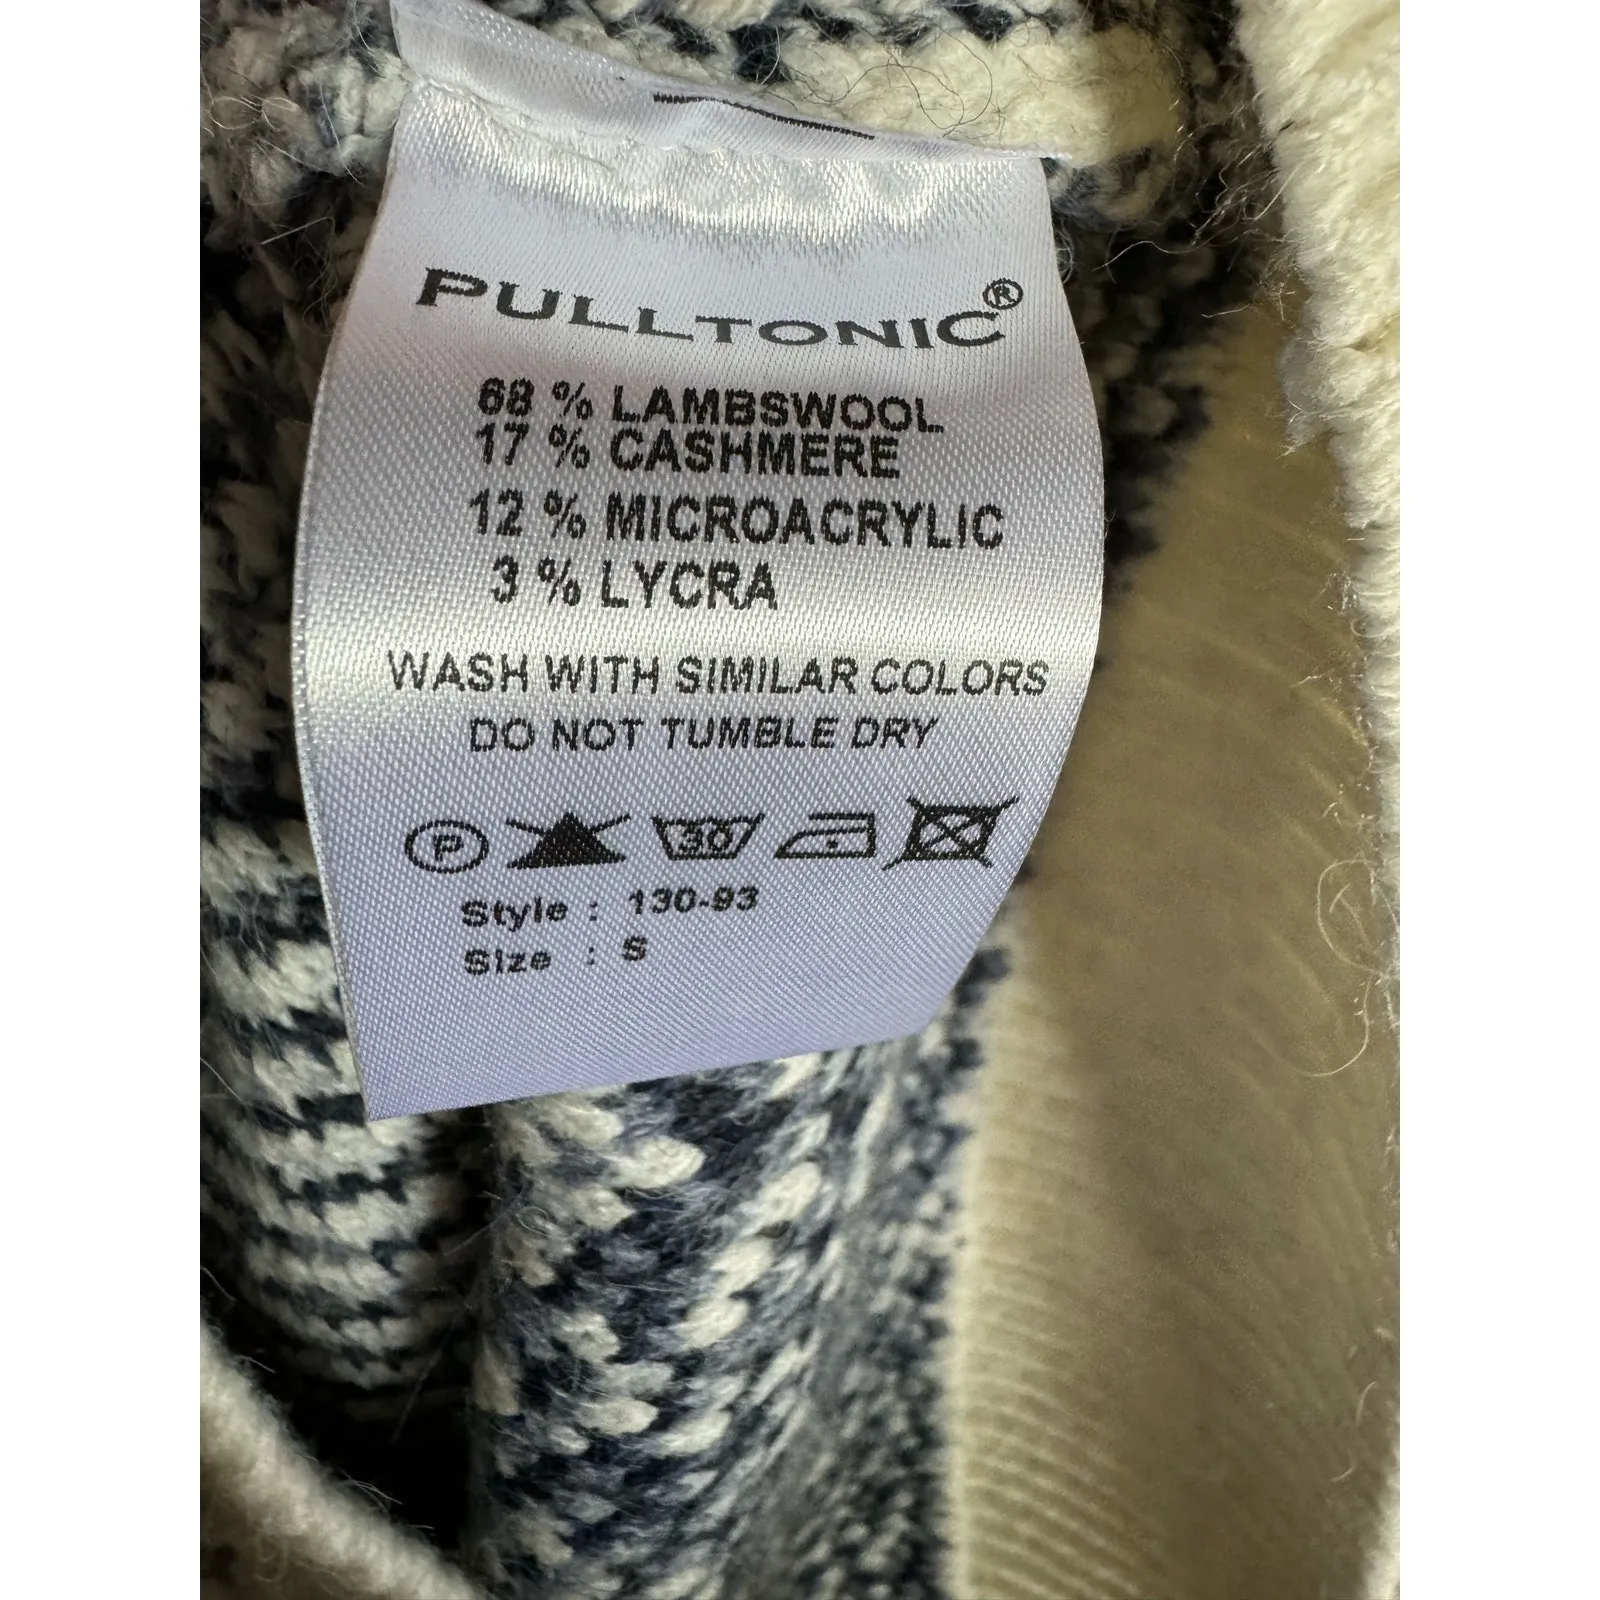 PULLTONIC®
68 % LAMBSWOOL
17 % CASHMERE
12 % MICROACRYLIC
3 % LYCRA
WASH WITH SIMILAR COLORS
DO NOT TUMBLE DRY
P 30
Style : 130-93
Size : S